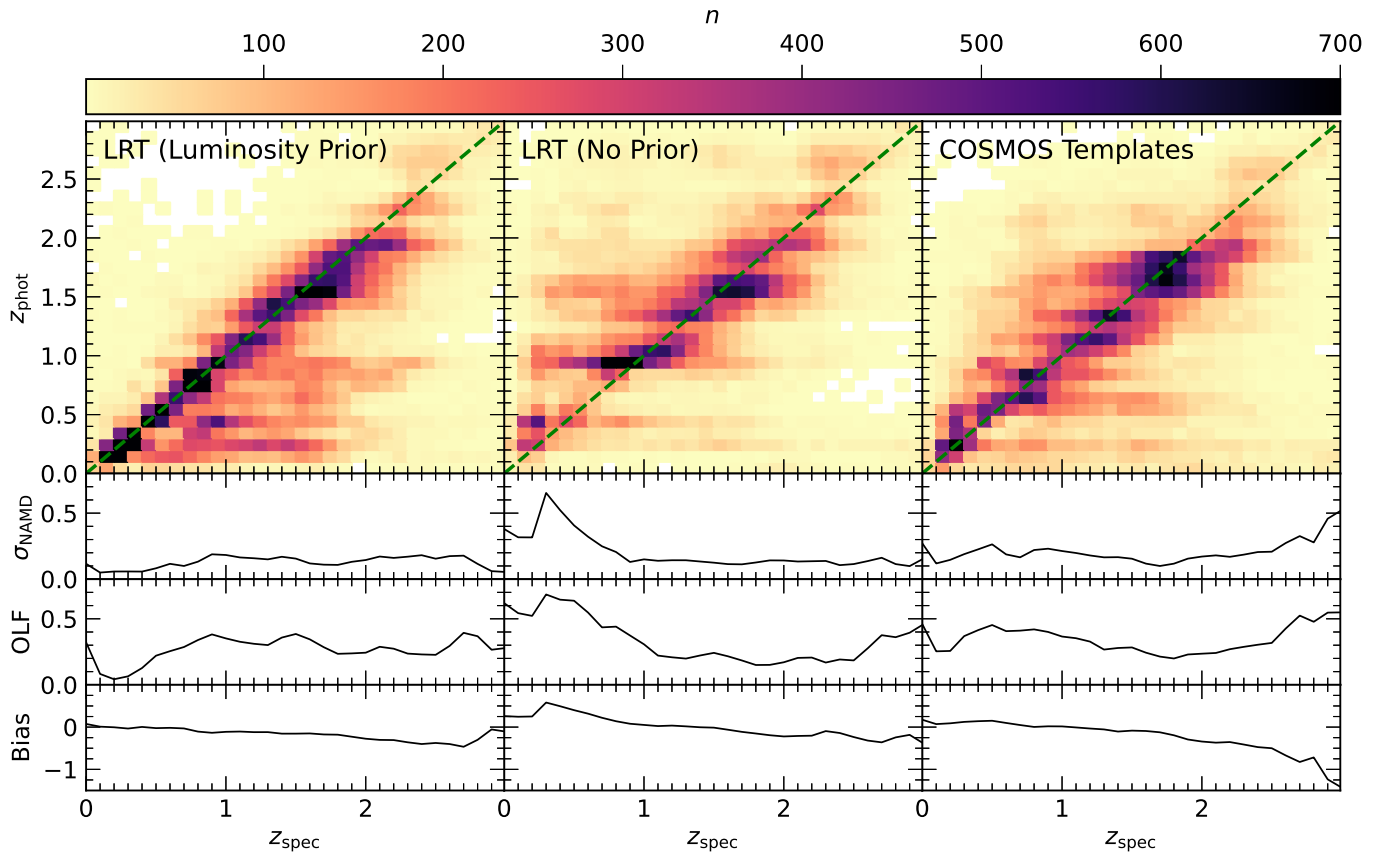 n
100 200 300 400 500 600 700
LRT (Luminosity Prior) LRT (No Prior) COSMOS Templates
z_phot
2.5
2.0
1.5
1.0
0.5
0.0
σ_NAMD
0.5
0.0
OLF
0.5
0.0
Bias
0
−1
0 1 2 0 1 2 0 1 2
z_spec z_spec z_spec